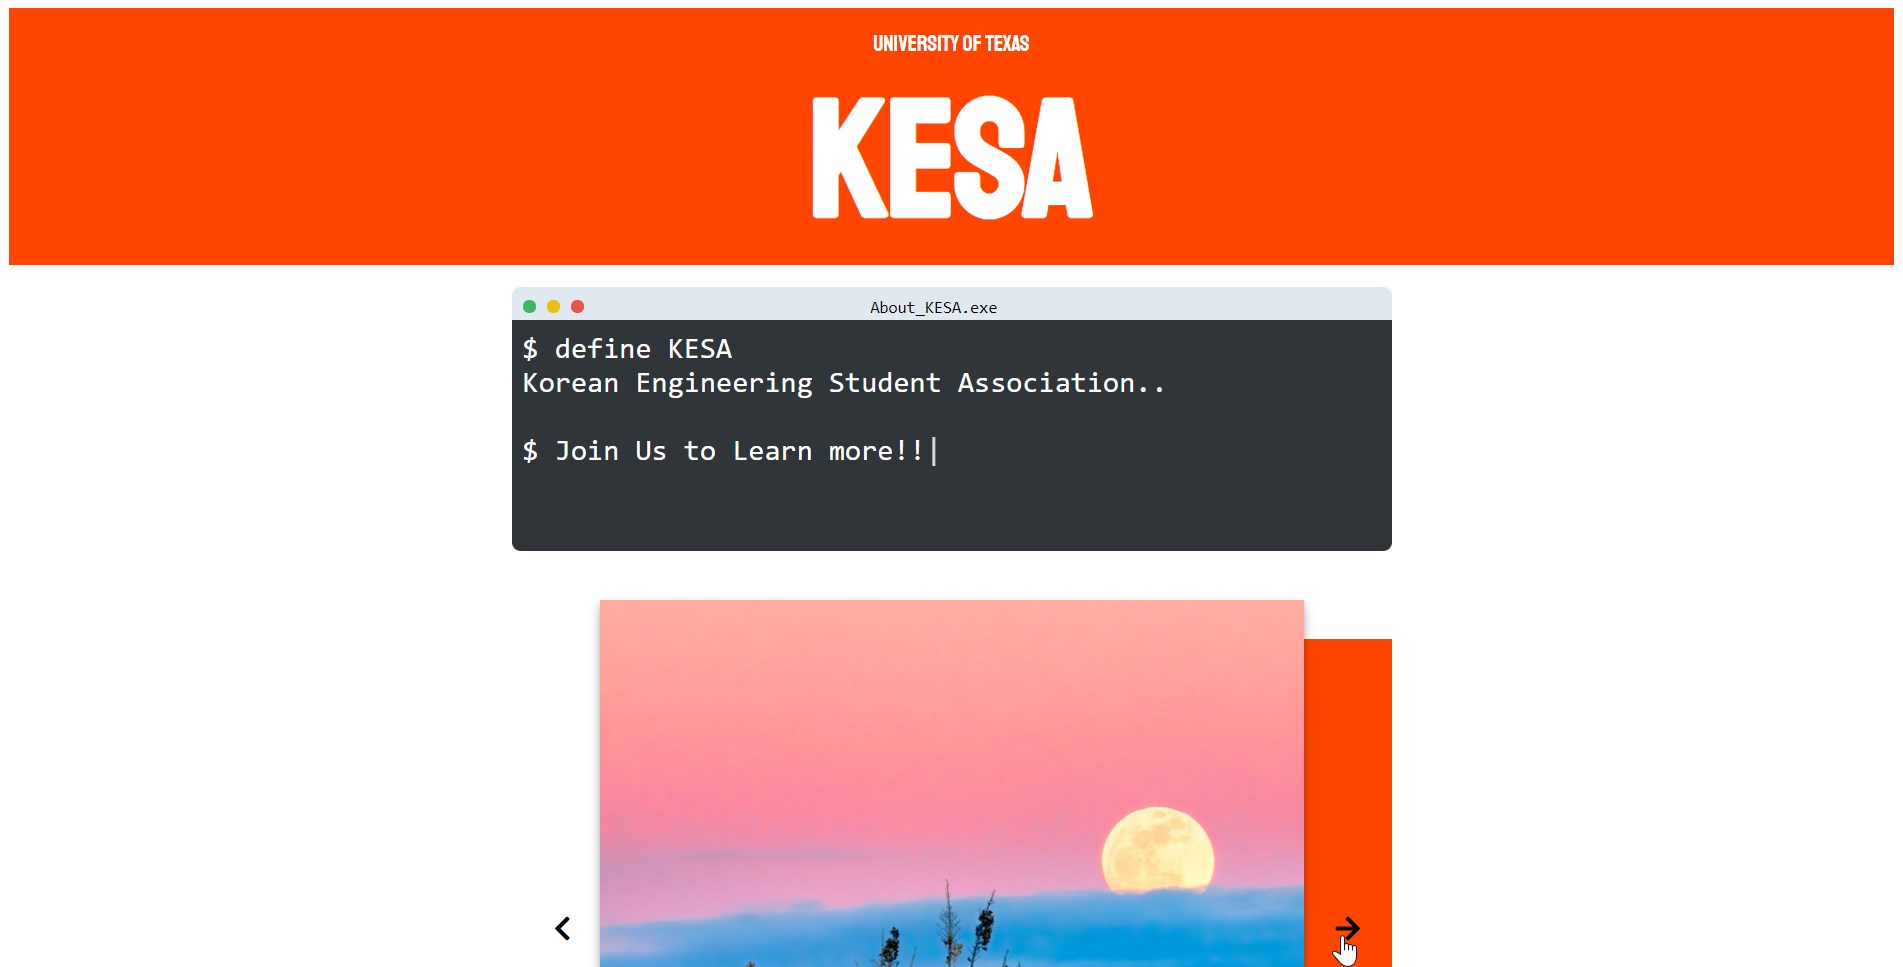 UNIVERSITY OF TEXAS
KESA
About_KESA.exe
$ define KESA
Korean Engineering Student Association..
$ Join Us to Learn more!!|